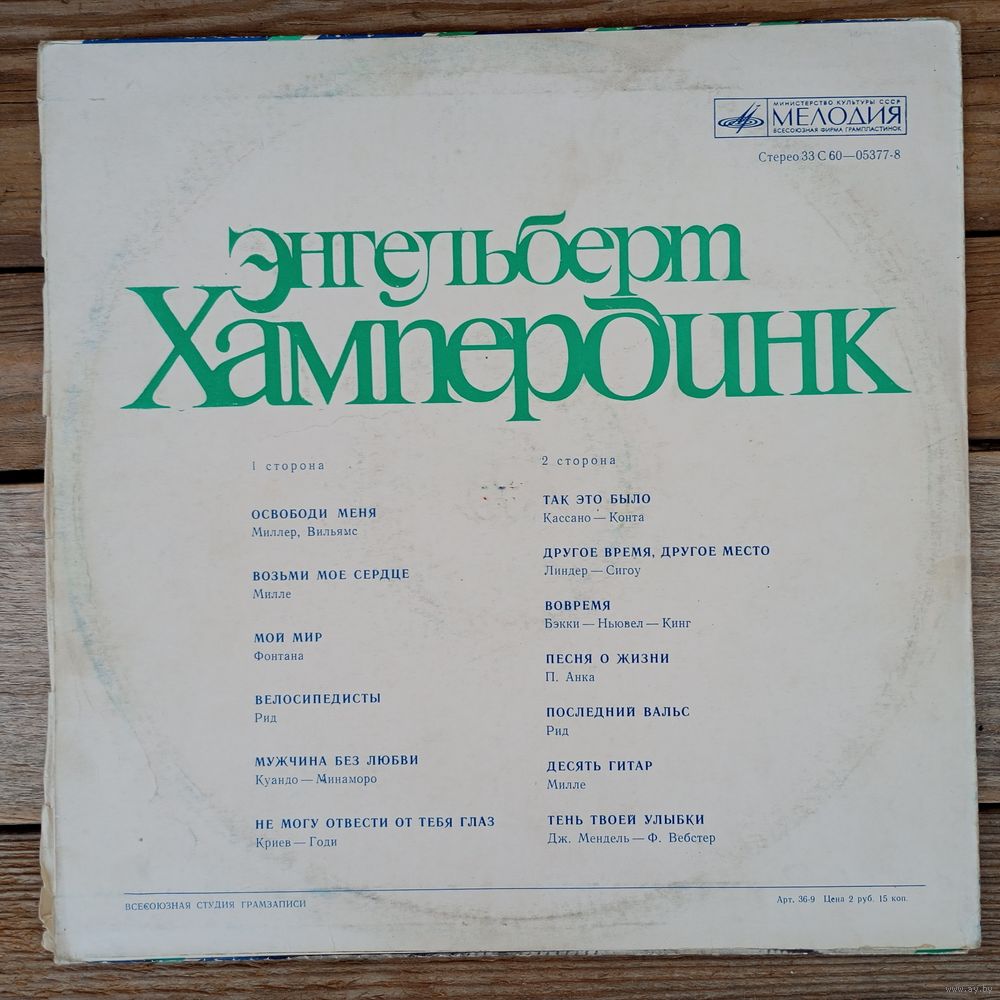 МИНИСТЕРСТВО КУЛЬТУРЫ СССР
МЕЛОДИЯ
ВСЕСОЮЗНАЯ ФИРМА ГРАМПЛАСТИНОК
Стерео 33 С 60—05377-8
Энгельберт
Хампердинк
1 сторона
ОСВОБОДИ МЕНЯ
Миллер, Вильямс
ВОЗЬМИ МОЕ СЕРДЦЕ
Милле
МОЙ МИР
Фонтана
ВЕЛОСИПЕДИСТЫ
Рид
МУЖЧИНА БЕЗ ЛЮБВИ
Куандо — Минаморо
НЕ МОГУ ОТВЕСТИ ОТ ТЕБЯ ГЛАЗ
Криев — Годи
2 сторона
ТАК ЭТО БЫЛО
Кассано — Конта
ДРУГОЕ ВРЕМЯ, ДРУГОЕ МЕСТО
Линдер — Сигоу
ВОВРЕМЯ
Бэкки — Ньювел — Кинг
ПЕСНЯ О ЖИЗНИ
П. Анка
ПОСЛЕДНИЙ ВАЛЬС
Рид
ДЕСЯТЬ ГИТАР
Милле
ТЕНЬ ТВОЕЙ УЛЫБКИ
Дж. Мендель — Ф. Вебстер
ВСЕСОЮЗНАЯ СТУДИЯ ГРАМЗАПИСИ
Арт. 36-9 Цена 2 руб. 15 коп.
www.ay.by